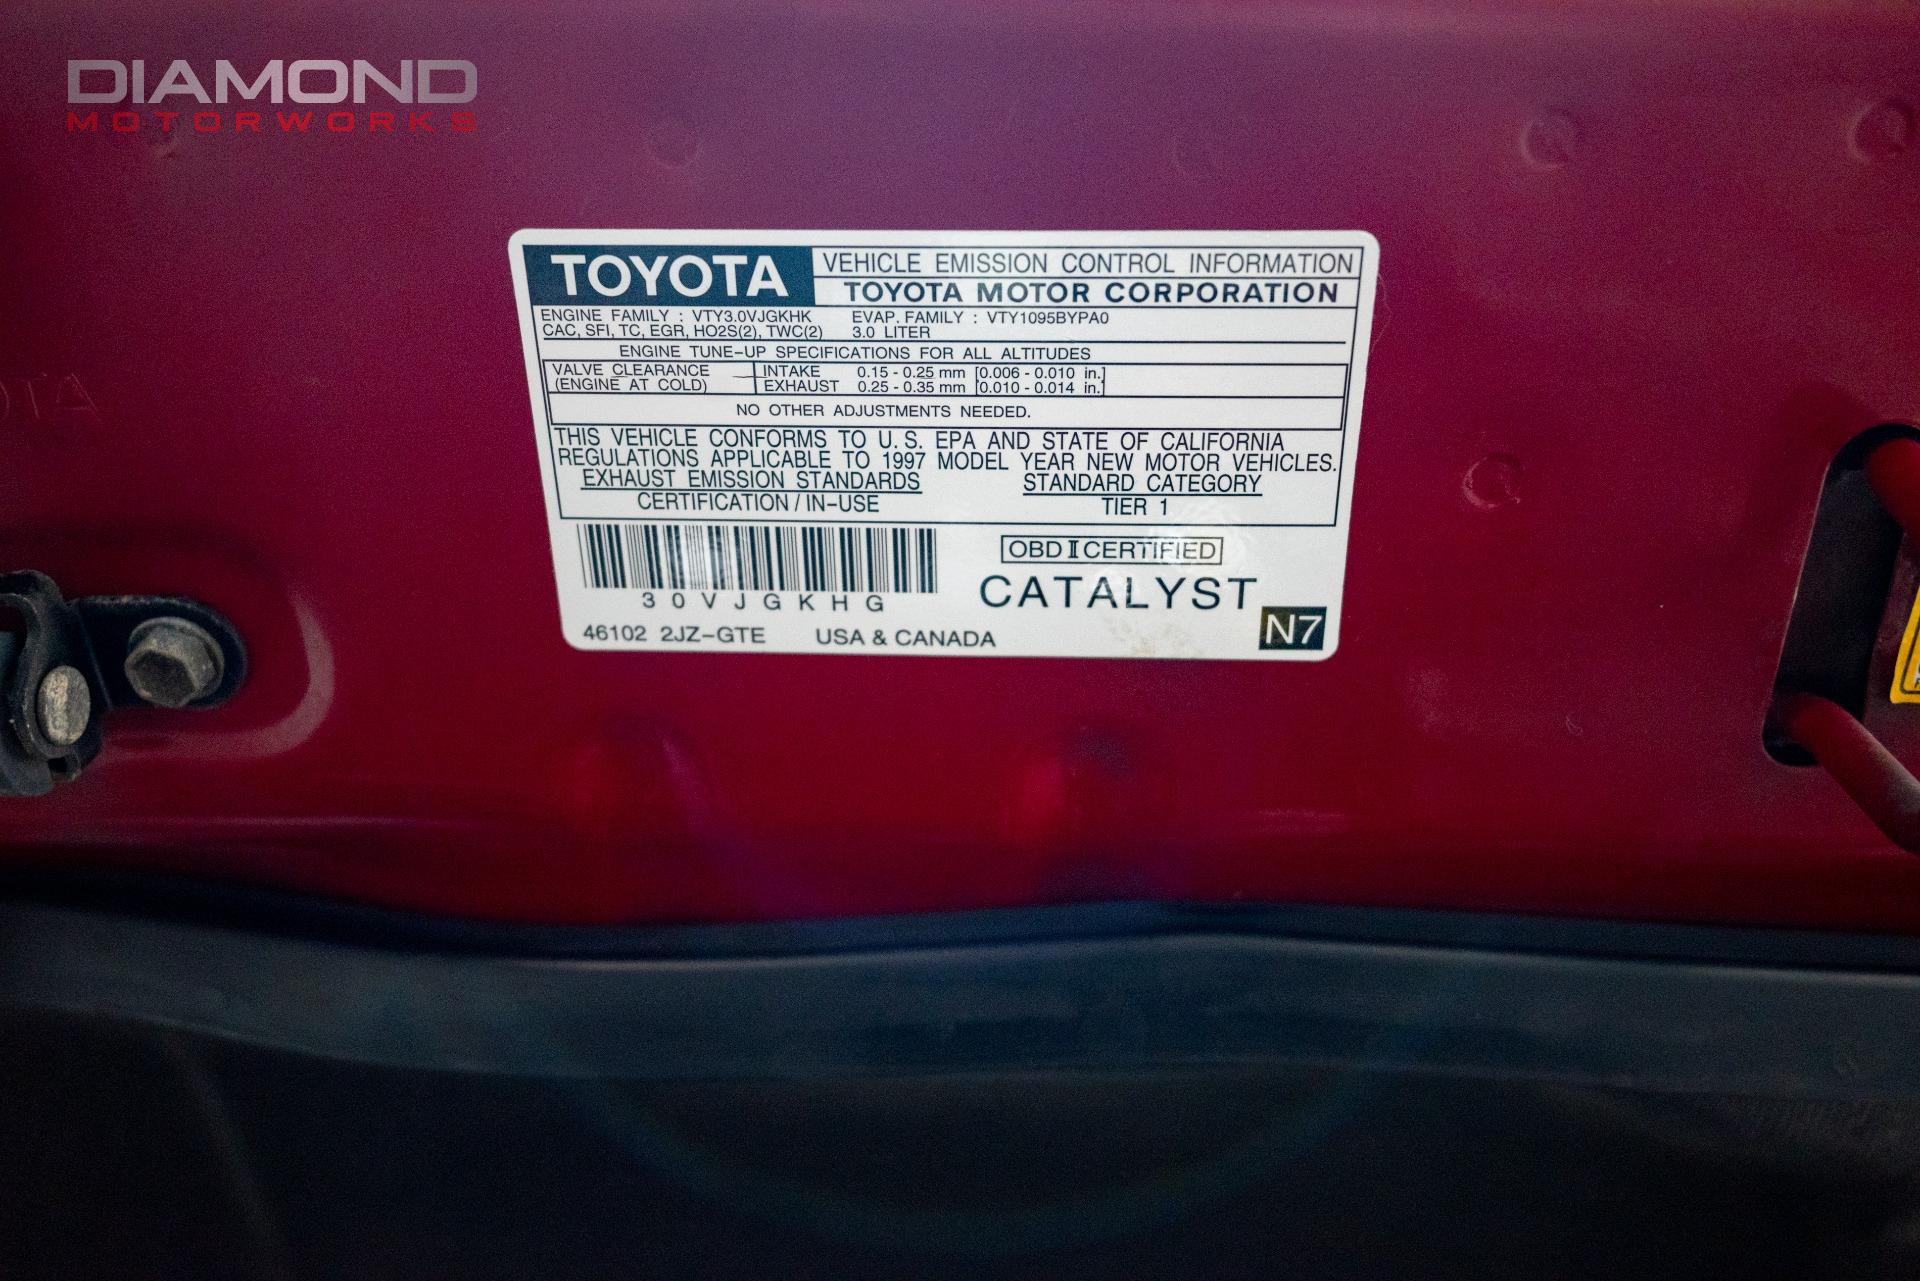 DIAMOND
MOTORWORKS
TOYOTA
VEHICLE EMISSION CONTROL INFORMATION
TOYOTA MOTOR CORPORATION
ENGINE FAMILY : VTY3.0VJGKHK EVAP. FAMILY : VTY1095BYPA0
CAC, SFI, TC, EGR, HO2S(2), TWC(2) 3.0 LITER
ENGINE TUNE-UP SPECIFICATIONS FOR ALL ALTITUDES
VALVE CLEARANCE INTAKE 0.15 - 0.25 mm [0.006 - 0.010 in.]
(ENGINE AT COLD) EXHAUST 0.25 - 0.35 mm [0.010 - 0.014 in.]
NO OTHER ADJUSTMENTS NEEDED.
THIS VEHICLE CONFORMS TO U.S. EPA AND STATE OF CALIFORNIA
REGULATIONS APPLICABLE TO 1997 MODEL YEAR NEW MOTOR VEHICLES.
EXHAUST EMISSION STANDARDS STANDARD CATEGORY
CERTIFICATION / IN-USE TIER 1
OBD II CERTIFIED
30VJGKHG
CATALYST
46102 2JZ-GTE USA & CANADA
N7